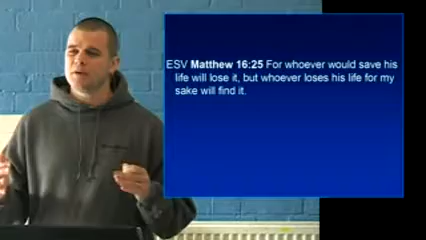 ESV Matthew 16:25 For whoever would save his
life will lose it, but whoever loses his life for my
sake will find it.